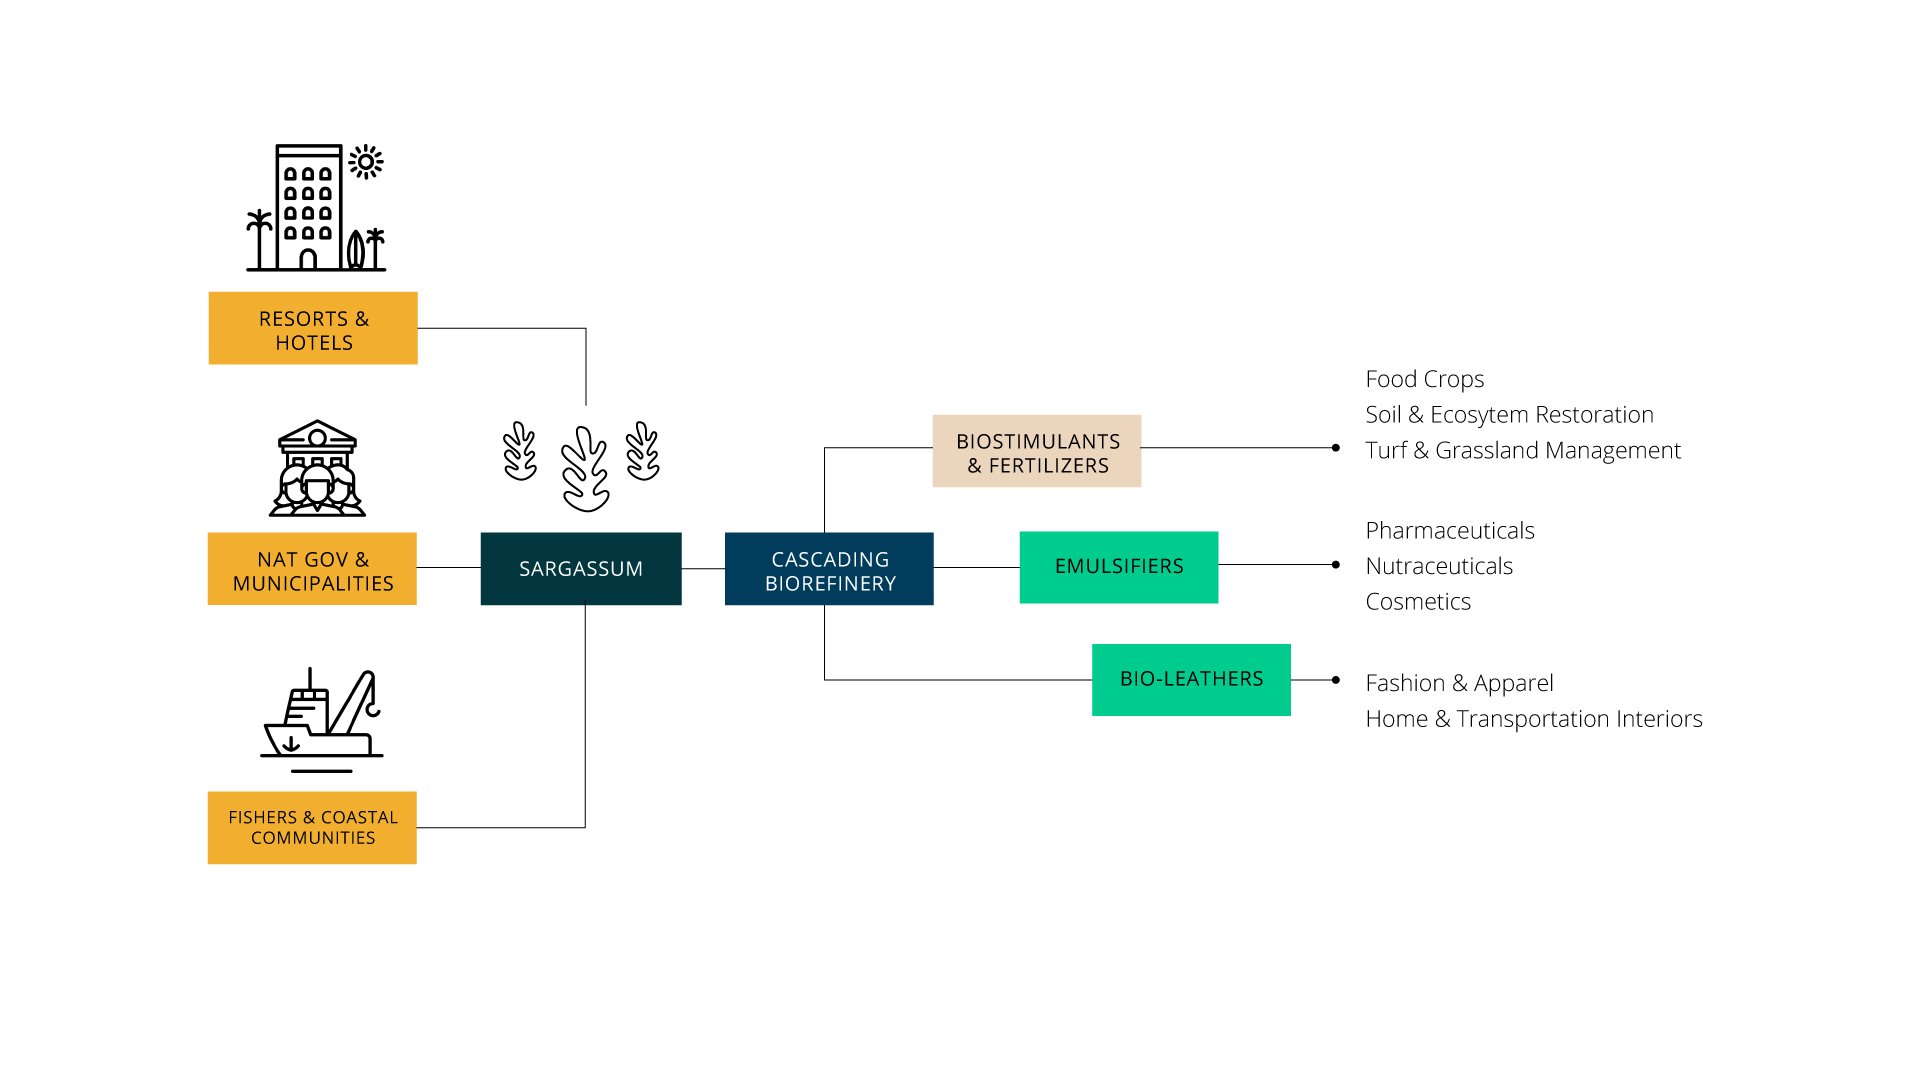 RESORTS &
HOTELS
NAT GOV &
MUNICIPALITIES
FISHERS & COASTAL
COMMUNITIES
SARGASSUM
CASCADING
BIOREFINERY
BIOSTIMULANTS
& FERTILIZERS
EMULSIFIERS
BIO-LEATHERS
Food Crops
Soil & Ecosytem Restoration
Turf & Grassland Management
Pharmaceuticals
Nutraceuticals
Cosmetics
Fashion & Apparel
Home & Transportation Interiors